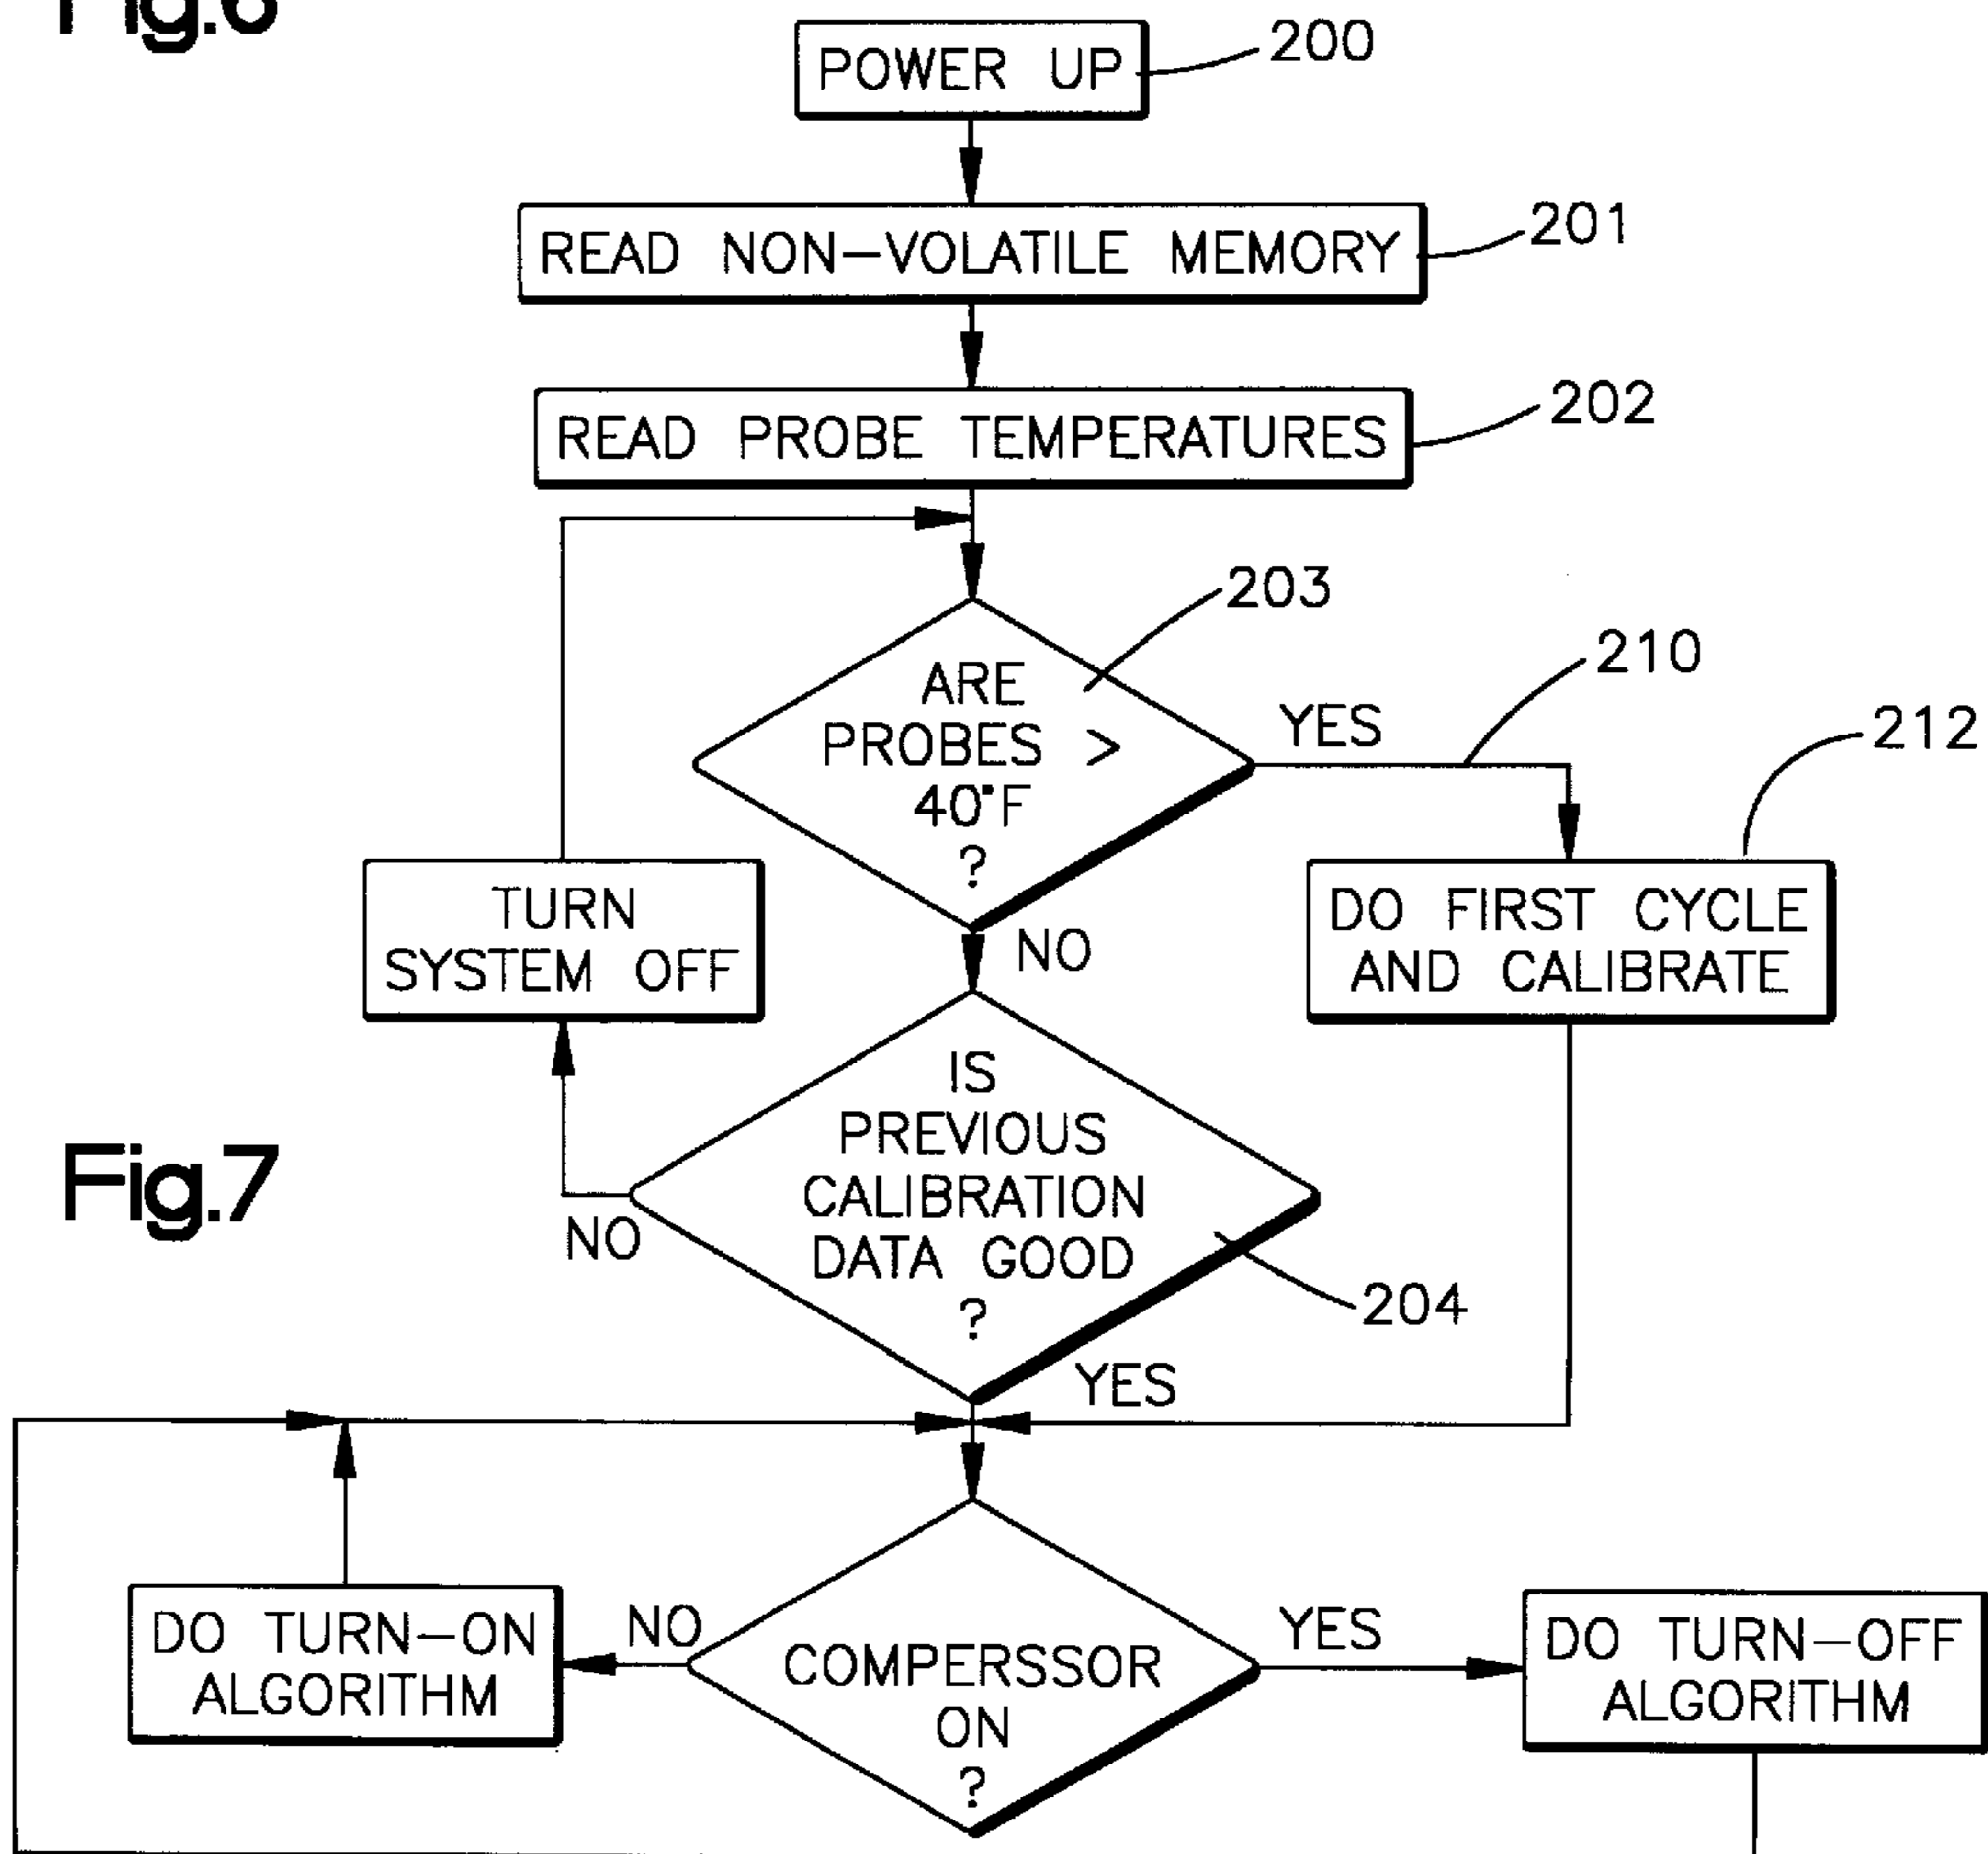 Fig.6
POWER UP
200
READ NON-VOLATILE MEMORY
201
READ PROBE TEMPERATURES
202
203
ARE
PROBES >
40°F
?
YES
210
212
NO
TURN
SYSTEM OFF
DO FIRST CYCLE
AND CALIBRATE
IS
PREVIOUS
CALIBRATION
DATA GOOD
?
NO
204
YES
Fig.7
DO TURN-ON
ALGORITHM
NO
COMPERSSOR
ON
?
YES
DO TURN-OFF
ALGORITHM